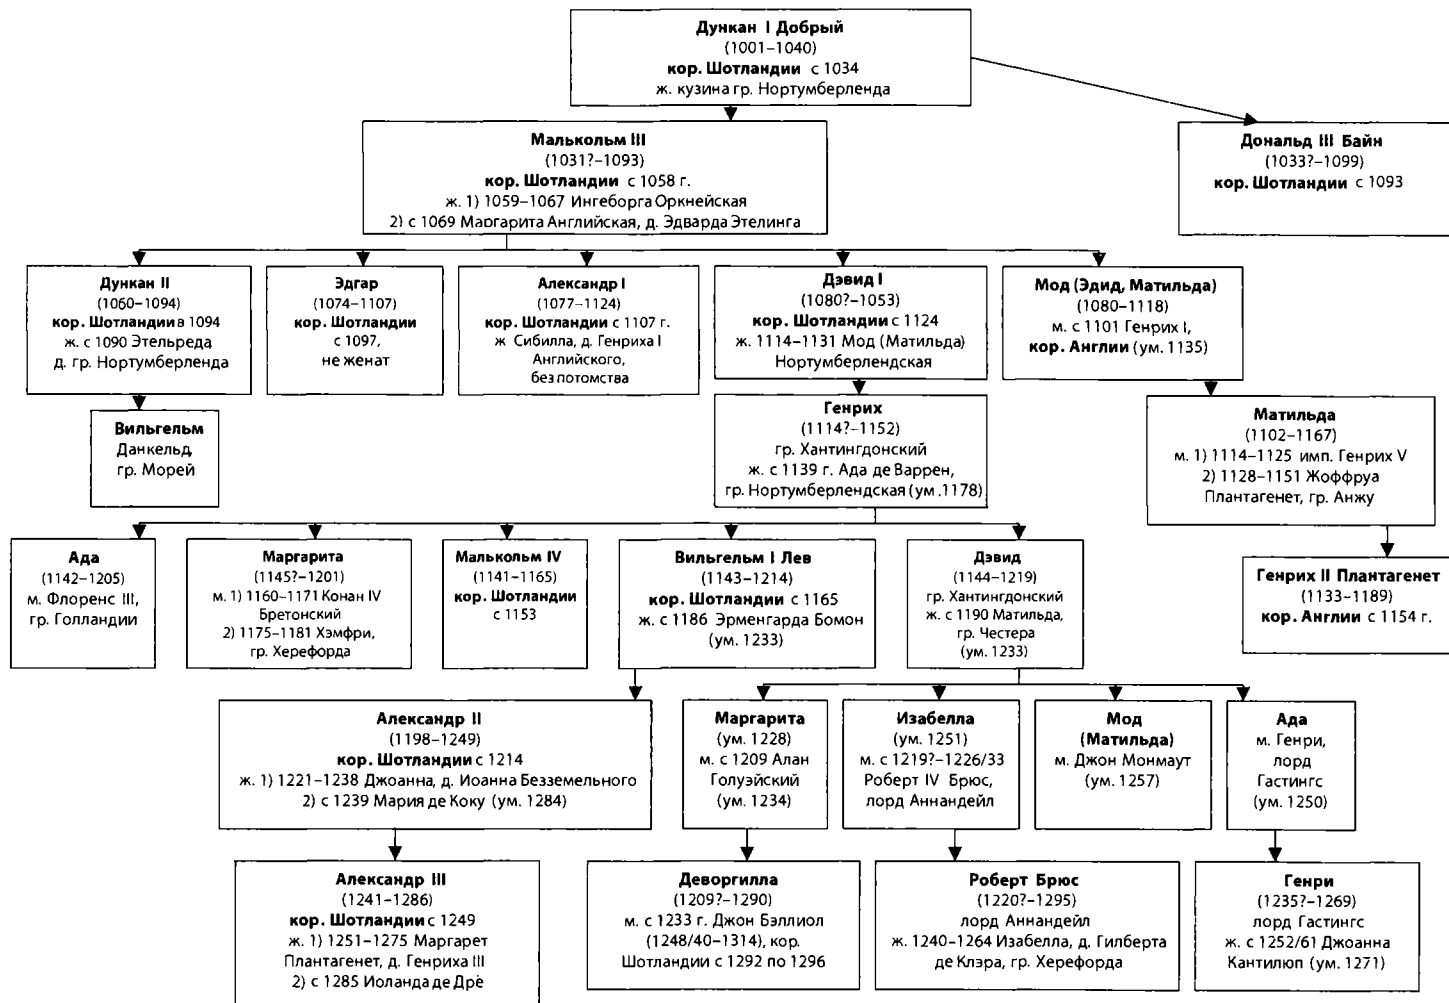 Дункан I Добрый
(1001–1040)
кор. Шотландии с 1034
ж. кузина гр. Нортумберленда
Малькольм III
(1031?–1093)
кор. Шотландии с 1058 г.
ж. 1) 1059–1067 Ингеборга Оркнейская
2) с 1069 Маргарита Английская, д. Эдварда Этелинга
Дональд III Байн
(1033?–1099)
кор. Шотландии с 1093
Дункан II
(1060–1094)
кор. Шотландии в 1094
ж. с 1090 Этельреда,
д. гр. Нортумберленда
Эдгар
(1074–1107)
кор. Шотландии
с 1097,
не женат
Александр I
(1077–1124)
кор. Шотландии с 1107 г.
ж Сибилла, д. Генриха I
Английского,
без потомства
Дэвид I
(1080?–1053)
кор. Шотландии с 1124
ж. 1114–1131 Мод (Матильда)
Нортумберлендская
Мод (Эдид, Матильда)
(1080–1118)
м. с 1101 Генрих I,
кор. Англии (ум. 1135)
Вильгельм
Данкельд,
гр. Морей
Генрих
(1114?–1152)
гр. Хантингдонский
ж. с 1139 г. Ада де Варрен,
гр. Нортумберлендская (ум .1178)
Матильда
(1102–1167)
м. 1) 1114–1125 имп. Генрих V
2) 1128–1151 Жоффруа
Плантагенет, гр. Анжу
Ада
(1142–1205)
м. Флоренс III,
гр. Голландии
Маргарита
(1145?–1201)
м. 1) 1160–1171 Конан IV
Бретонский
2) 1175–1181 Хэмфри,
гр. Херефорда
Малькольм IV
(1141–1165)
кор. Шотландии
с 1153
Вильгельм I Лев
(1143–1214)
кор. Шотландии с 1165
ж. с 1186 Эрменгарда Бомон
(ум. 1233)
Дэвид
(1144–1219)
гр. Хантингдонский
ж. с 1190 Матильда,
гр. Честера
(ум. 1233)
Генрих II Плантагенет
(1133–1189)
кор. Англии с 1154 г.
Александр II
(1198–1249)
кор. Шотландии с 1214
ж. 1) 1221–1238 Джоанна, д. Иоанна Безземельного
2) с 1239 Мария де Коку (ум. 1284)
Маргарита
(ум. 1228)
м. с 1209 Алан
Голуэйский
(ум. 1234)
Изабелла
(ум. 1251)
м. с 1219?–1226/33
Роберт IV Брюс,
лорд Аннандейл
Мод
(Матильда)
м. Джон Монмаут
(ум. 1257)
Ада
м. Генри,
лорд
Гастингс
(ум. 1250)
Александр III
(1241–1286)
кор. Шотландии с 1249
ж. 1) 1251–1275 Маргарет
Плантагенет, д. Генриха III
2) с 1285 Иоланда де Дрё
Деворгилла
(1209?–1290)
м. с 1233 г. Джон Бэллиол
(1248/40–1314), кор.
Шотландии с 1292 по 1296
Роберт Брюс
(1220?–1295)
лорд Аннандейл
ж. 1240–1264 Изабелла, д. Гилберта
де Клэра, гр. Херефорда
Генри
(1235?–1269)
лорд Гастингс
ж. с 1252/61 Джоанна
Кантилюп (ум. 1271)